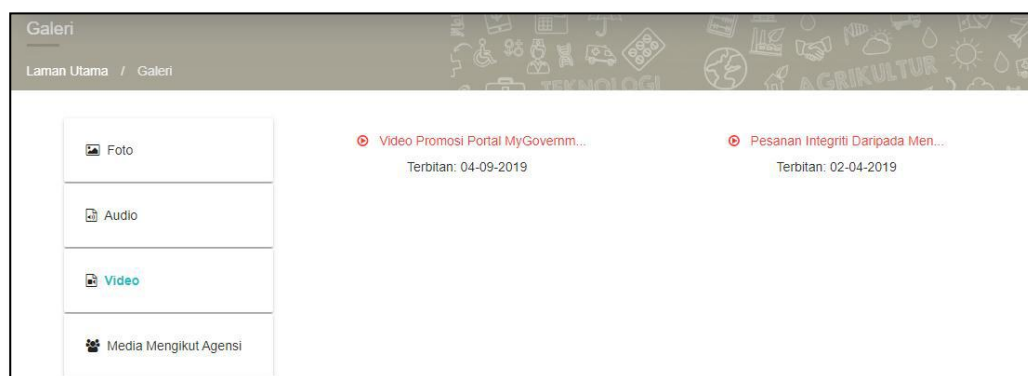 Galeri
Laman Utama / Galeri
TEKNOLOGI
AGRIKULTUR
Foto
Audio
Video
Media Mengikut Agensi
Video Promosi Portal MyGovernm...
Terbitan: 04-09-2019
Pesanan Integriti Daripada Men...
Terbitan: 02-04-2019